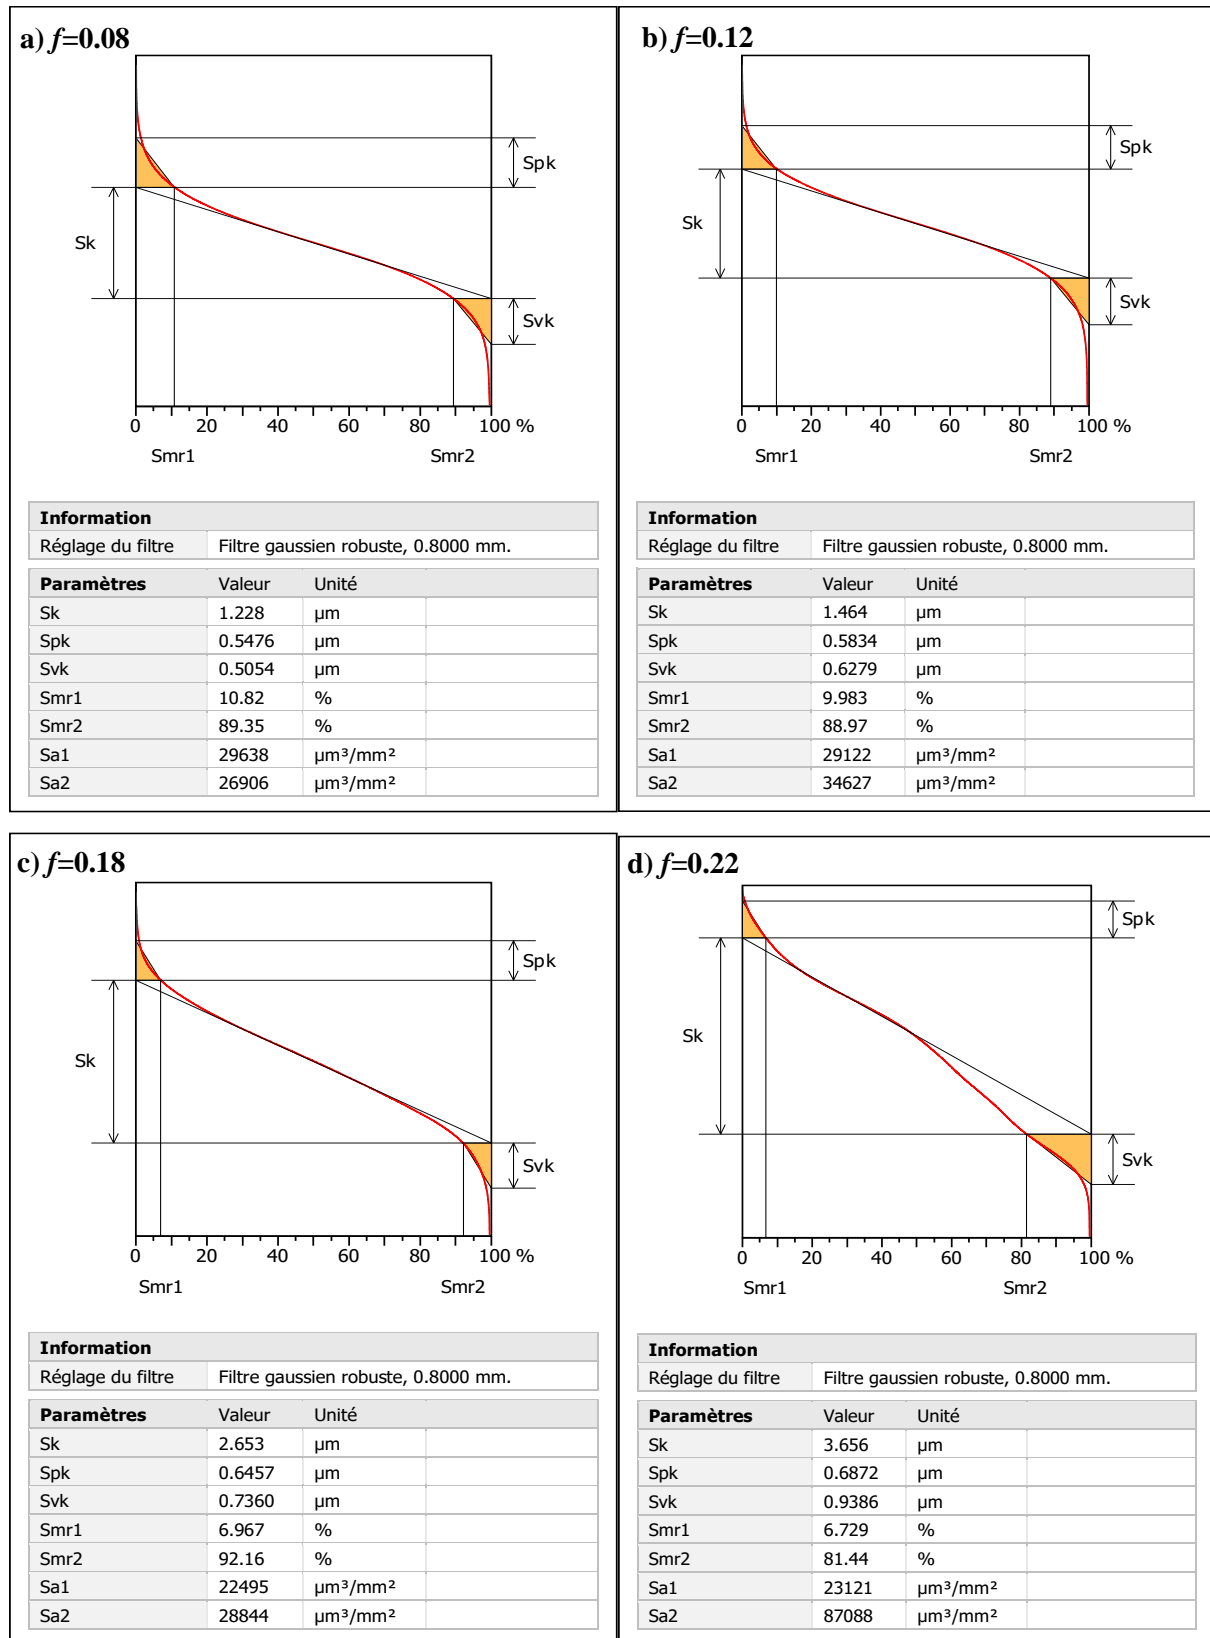 a) f=0.08
Spk
Sk
Svk
0 20 40 60 80 100 %
Smr1 Smr2
Information
Réglage du filtre Filtre gaussien robuste, 0.8000 mm.
Paramètres Valeur Unité
Sk 1.228 µm
Spk 0.5476 µm
Svk 0.5054 µm
Smr1 10.82 %
Smr2 89.35 %
Sa1 29638 µm³/mm²
Sa2 26906 µm³/mm²
b) f=0.12
Spk
Sk
Svk
0 20 40 60 80 100 %
Smr1 Smr2
Information
Réglage du filtre Filtre gaussien robuste, 0.8000 mm.
Paramètres Valeur Unité
Sk 1.464 µm
Spk 0.5834 µm
Svk 0.6279 µm
Smr1 9.983 %
Smr2 88.97 %
Sa1 29122 µm³/mm²
Sa2 34627 µm³/mm²
c) f=0.18
Spk
Sk
Svk
0 20 40 60 80 100 %
Smr1 Smr2
Information
Réglage du filtre Filtre gaussien robuste, 0.8000 mm.
Paramètres Valeur Unité
Sk 2.653 µm
Spk 0.6457 µm
Svk 0.7360 µm
Smr1 6.967 %
Smr2 92.16 %
Sa1 22495 µm³/mm²
Sa2 28844 µm³/mm²
d) f=0.22
Spk
Sk
Svk
0 20 40 60 80 100 %
Smr1 Smr2
Information
Réglage du filtre Filtre gaussien robuste, 0.8000 mm.
Paramètres Valeur Unité
Sk 3.656 µm
Spk 0.6872 µm
Svk 0.9386 µm
Smr1 6.729 %
Smr2 81.44 %
Sa1 23121 µm³/mm²
Sa2 87088 µm³/mm²